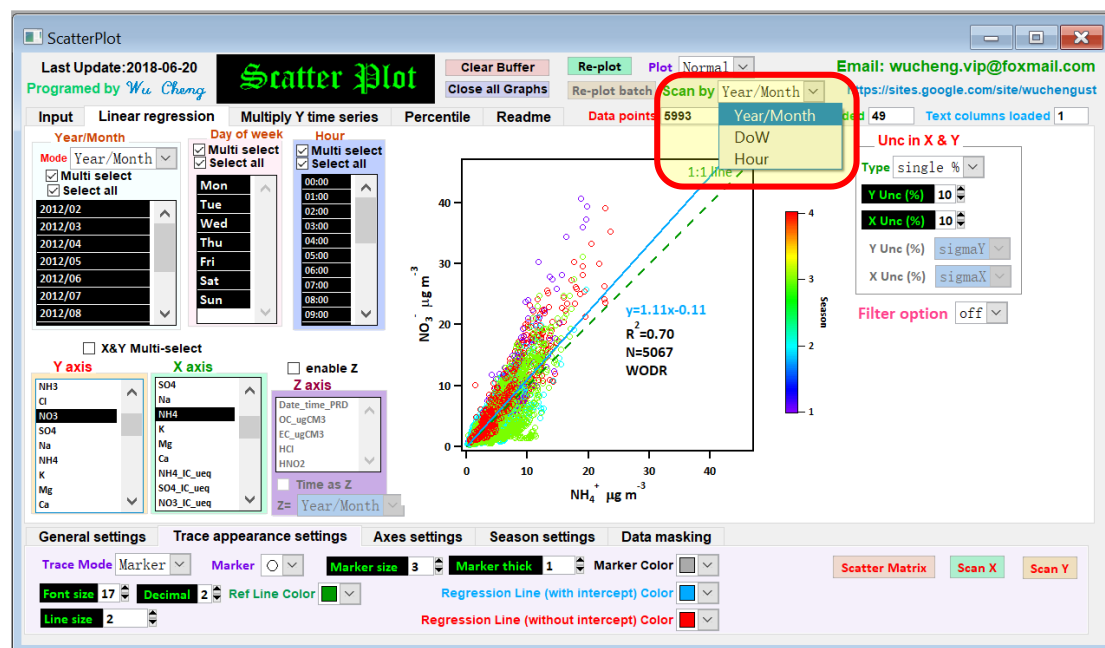 ScatterPlot
Last Update:2018-06-20
Programed by Wu Cheng
Scatter Plot
Clear Buffer
Close all Graphs
Re-plot
Plot Normal
Re-plot batch
Scan by Year/Month
Year/Month
DoW
Hour
Email: wucheng.vip@foxmail.com
https://sites.google.com/site/wuchengust
Input
Linear regression
Multiply Y time series
Percentile
Readme
Data points 5993
49
Text columns loaded 1
Year/Month
Mode Year/Month
Multi select
Select all
2012/02
2012/03
2012/04
2012/05
2012/06
2012/07
2012/08
Day of week
Multi select
Select all
Mon
Tue
Wed
Thu
Fri
Sat
Sun
Hour
Multi select
Select all
00:00
01:00
02:00
03:00
04:00
05:00
06:00
07:00
08:00
09:00
X&Y Multi-select
Y axis
NH3
Cl
NO3
SO4
Na
NH4
K
Mg
Ca
X axis
SO4
Na
NH4
K
Mg
Ca
NH4_IC_ueq
SO4_IC_ueq
NO3_IC_ueq
enable Z
Z axis
Date_time_PRD
OC_ugCM3
EC_ugCM3
HCl
HNO2
Time as Z
Z= Year/Month
1:1 line
40
30
20
10
0
0 10 20 30 40
NO3- μg m-3
NH4+ μg m-3
y=1.11x-0.11
R2=0.70
N=5067
WODR
4
3
2
1
Season
Unc in X & Y
Type single %
Y Unc (%) 10
X Unc (%) 10
Y Unc (%) sigmaY
X Unc (%) sigmaX
Filter option off
General settings
Trace appearance settings
Axes settings
Season settings
Data masking
Trace Mode Marker
Marker
Marker size 3
Marker thick 1
Marker Color
Font size 17
Decimal 2
Ref Line Color
Regression Line (with intercept) Color
Line size 2
Regression Line (without intercept) Color
Scatter Matrix
Scan X
Scan Y